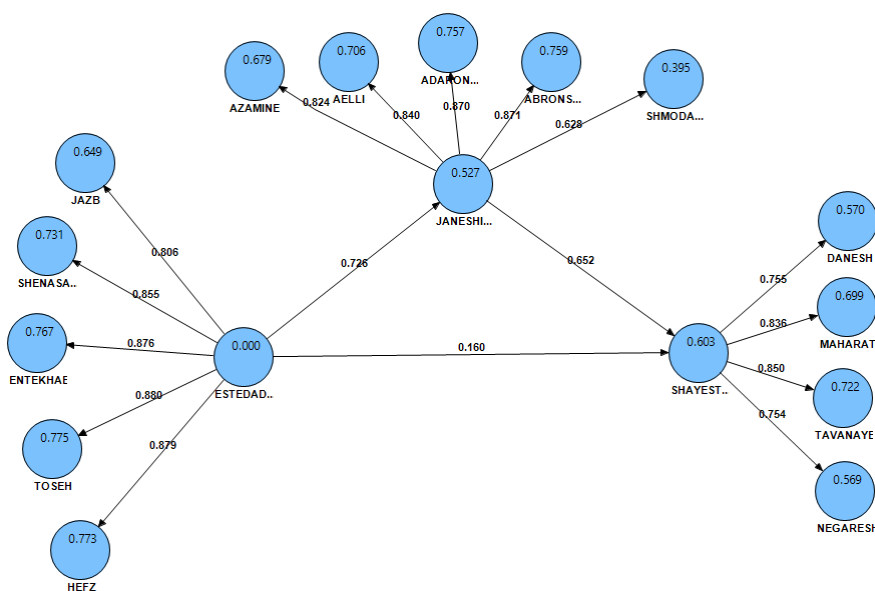 0.757
ADARON...
0.706
AELLI
0.759
ABRONS...
0.679
AZAMINE
0.395
SHMODA...
0.824
0.840
0.870
0.871
0.628
0.649
JAZB
0.527
JANESHI...
0.570
DANESH
0.731
SHENASA..
0.806
0.855
0.726
0.652
0.755
0.699
MAHARAT
0.836
0.767
ENTEKHAE
0.876
0.000
ESTEDAD..
0.160
0.603
SHAYEST..
0.850
0.722
TAVANAYE
0.880
0.754
0.775
TOSEH
0.879
0.569
NEGARESH
0.773
HEFZ